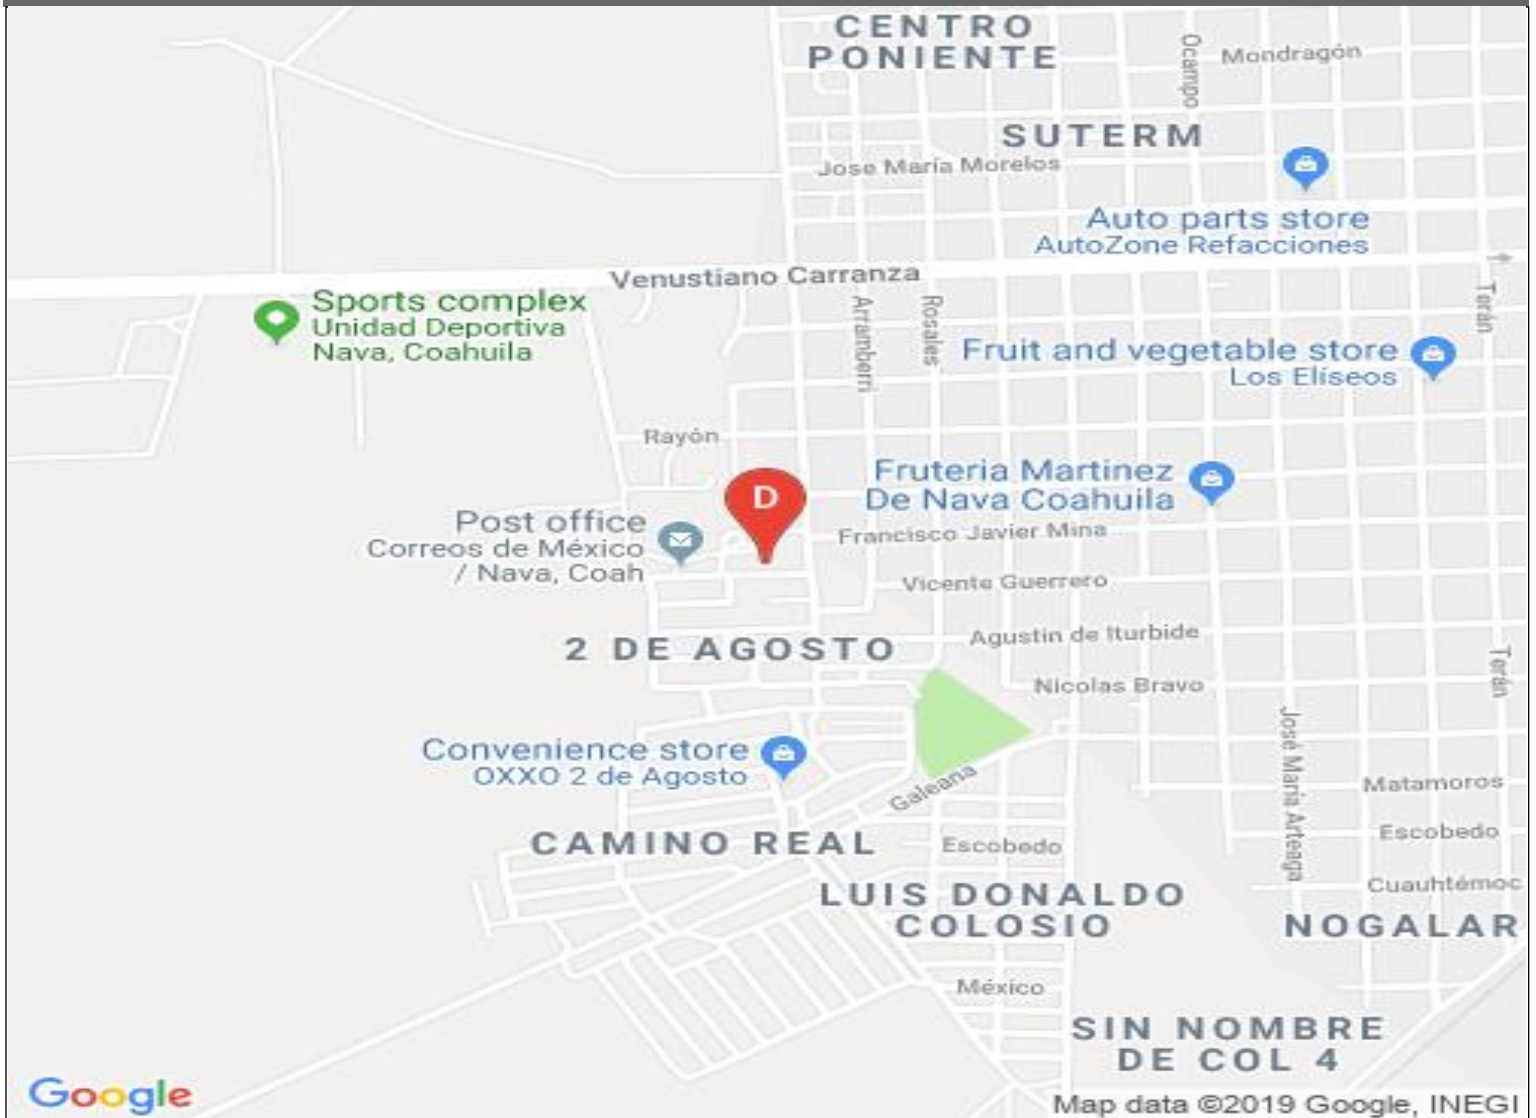 CENTRO
PONIENTE
Ocampo
Mondragón
SUTERM
Jose María Morelos
Auto parts store
AutoZone Refacciones
Venustiano Carranza
Sports complex
Unidad Deportiva
Nava, Coahuila
Arramberri
Rosales
Terán
Fruit and vegetable store
Los Elíseos
Rayón
Fruteria Martinez
De Nava Coahuila
D
Post office
Correos de México
/ Nava, Coah
Francisco Javier Mina
Vicente Guerrero
2 DE AGOSTO
Agustin de Iturbide
Terán
Nicolas Bravo
José María Arteaga
Convenience store
OXXO 2 de Agosto
Galeana
Matamoros
CAMINO REAL
Escobedo
Escobedo
Cuauhtémoc
LUIS DONALDO
COLOSIO
NOGALAR
México
SIN NOMBRE
DE COL 4
Google
Map data ©2019 Google, INEGI